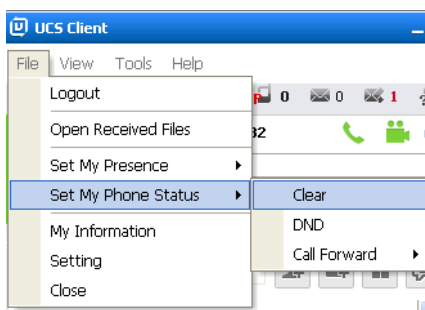 UCS Client
File View Tools Help
Logout
0 0 1
Open Received Files
32
Set My Presence
Set My Phone Status
Clear
My Information
DND
Setting
Call Forward
Close